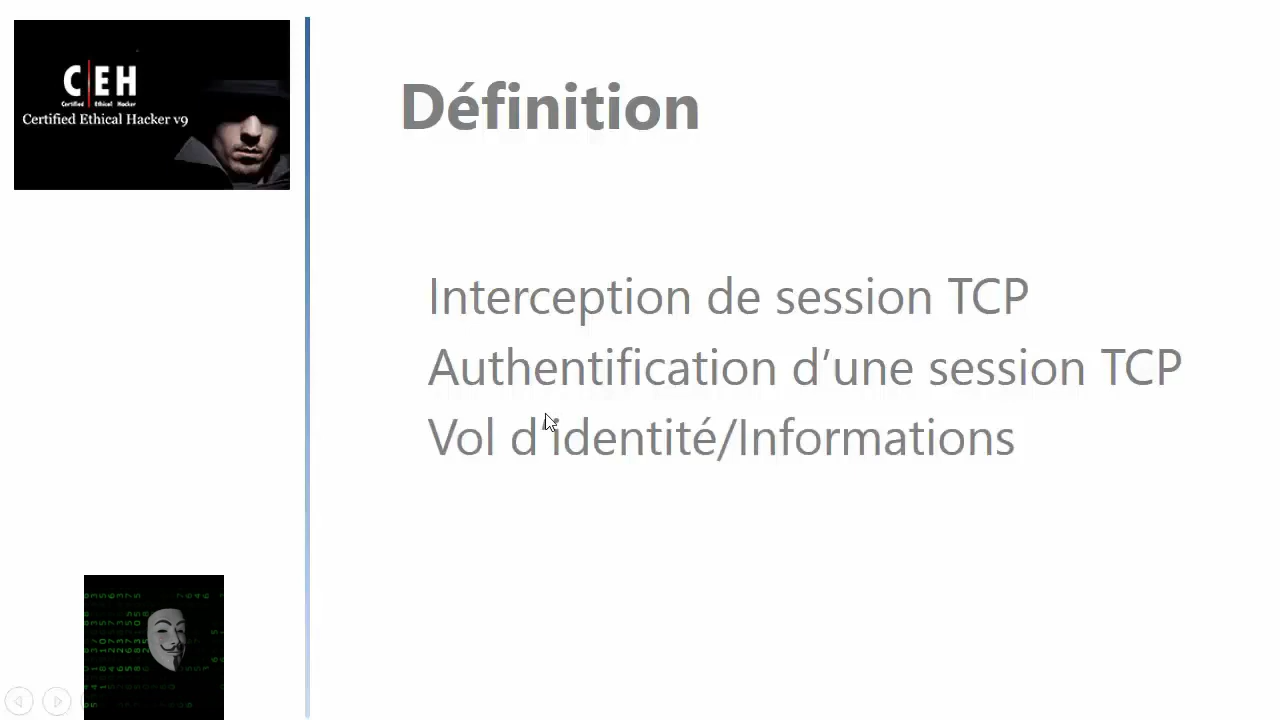 C|EH
Certified Ethical Hacker
Certified Ethical Hacker v9
Définition
Interception de session TCP
Authentification d’une session TCP
Vol d’identité/Informations